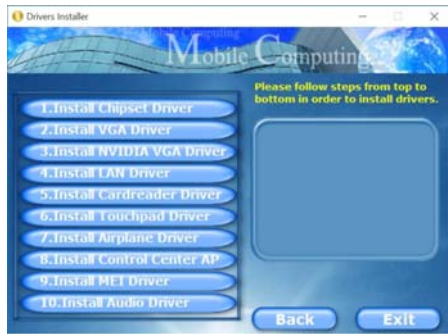 Drivers Installer
Mobile Computing
Mobile Computing
Please follow steps from top to
bottom in order to install drivers.
1.Install Chipset Driver
2.Install VGA Driver
3.Install NVIDIA VGA Driver
4.Install LAN Driver
5.Install Cardreader Driver
6.Install Touchpad Driver
7.Install Airplane Driver
8.Install Control Center AP
9.Install MEI Driver
10.Install Audio Driver
Back
Exit